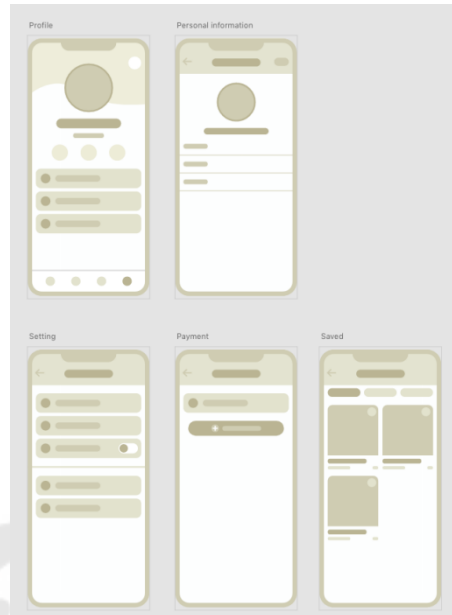 Profile
Personal information
Setting
Payment
Saved